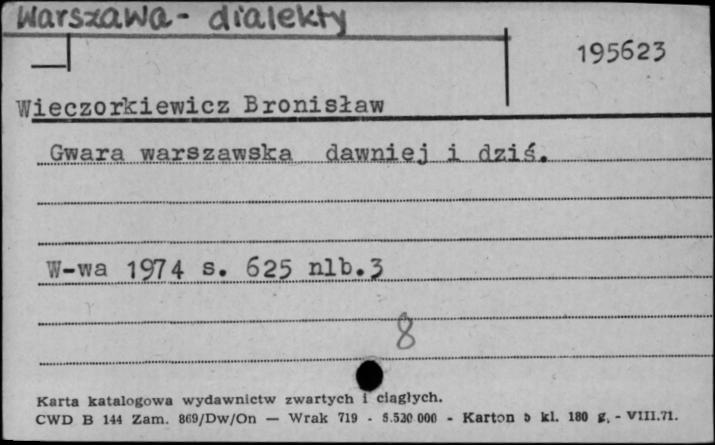 Warszawa - dialekty
195623
Wieczorkiewicz Bronisław
Gwara warszawska dawniej i dziś.
W-wa 1974 s. 625 nlb.3
8
Karta katalogowa wydawnictw zwartych i ciągłych.
CWD B 144 Zam. 869/Dw/On — Wrak 719 - 5.520 000 - Karton 5 kl. 180 g. - VIII.71.